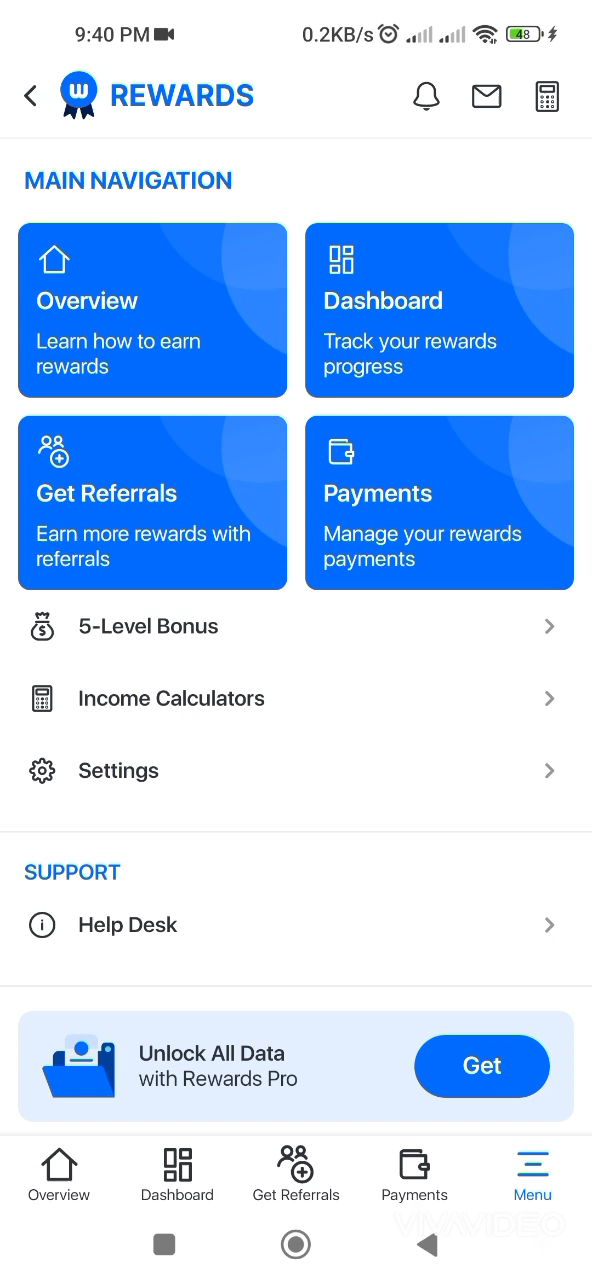 9:40 PM 0.2KB/s 48
w REWARDS
MAIN NAVIGATION
Overview
Learn how to earn
rewards
Dashboard
Track your rewards
progress
Get Referrals
Earn more rewards with
referrals
Payments
Manage your rewards
payments
5-Level Bonus
Income Calculators
Settings
SUPPORT
Help Desk
Unlock All Data
with Rewards Pro
Get
Overview Dashboard Get Referrals Payments Menu
VIVAVIDEO